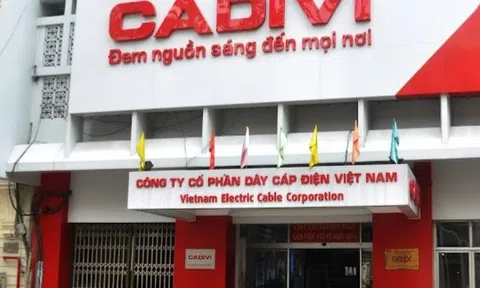 CADIVI
Đem nguồn sáng đến mọi nơi
CÔNG TY CỔ PHẦN DÂY CÁP ĐIỆN VIỆT NAM
Vietnam Electric Cable Corporation
CADIVI
GELEX